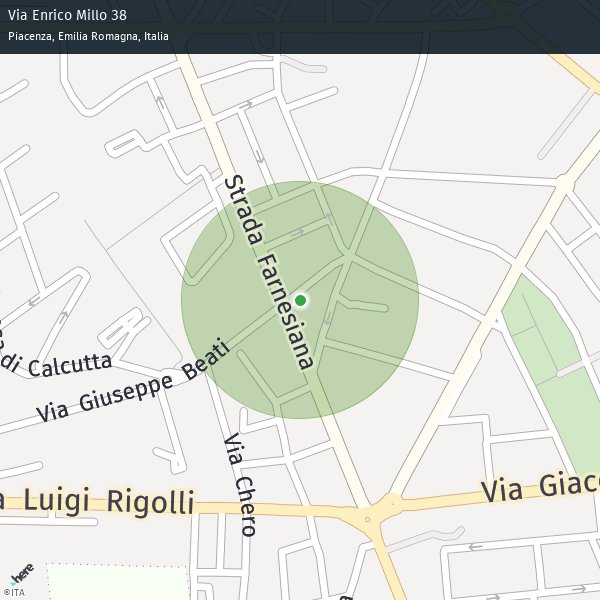 Via Enrico Millo 38
Piacenza, Emilia Romagna, Italia
Strada Farnesiana
di Calcutta
Via Giuseppe Beati
Via Chero
Luigi Rigolli
Via Giaco
here
©ITA